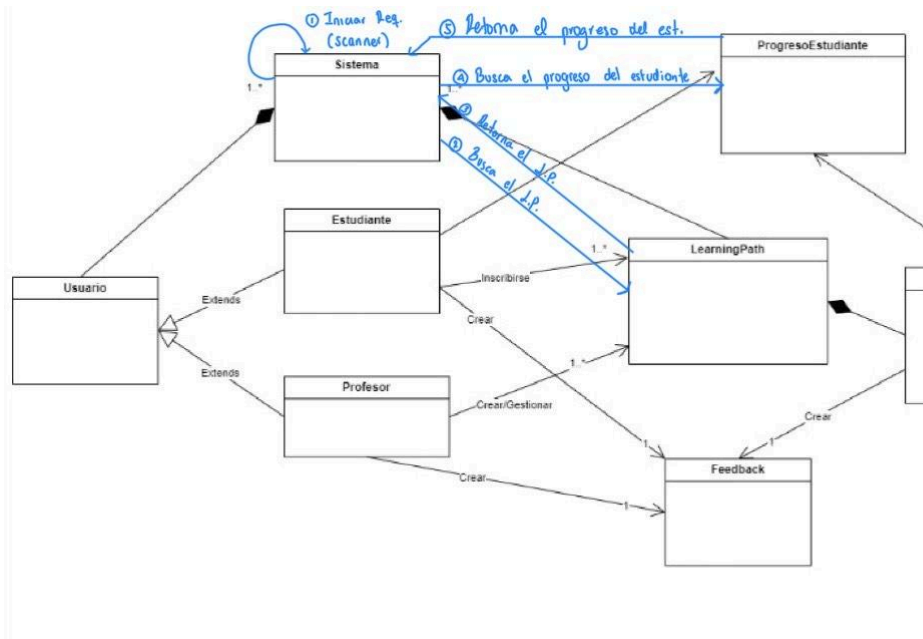 ① Iniciar Req.
(scanner)
⑤ Retorna el progreso del est.
ProgresoEstudiante
Sistema
④ Busca el progreso del estudiante
1..*
1..*
③ Retorna el L.P.
② Busca el L.P.
Estudiante
1..*
LearningPath
Inscribirse
Usuario
Extends
Crear
Extends
Profesor
1..*
Crear/Gestionar
Crear
1
1
Feedback
Crear
1